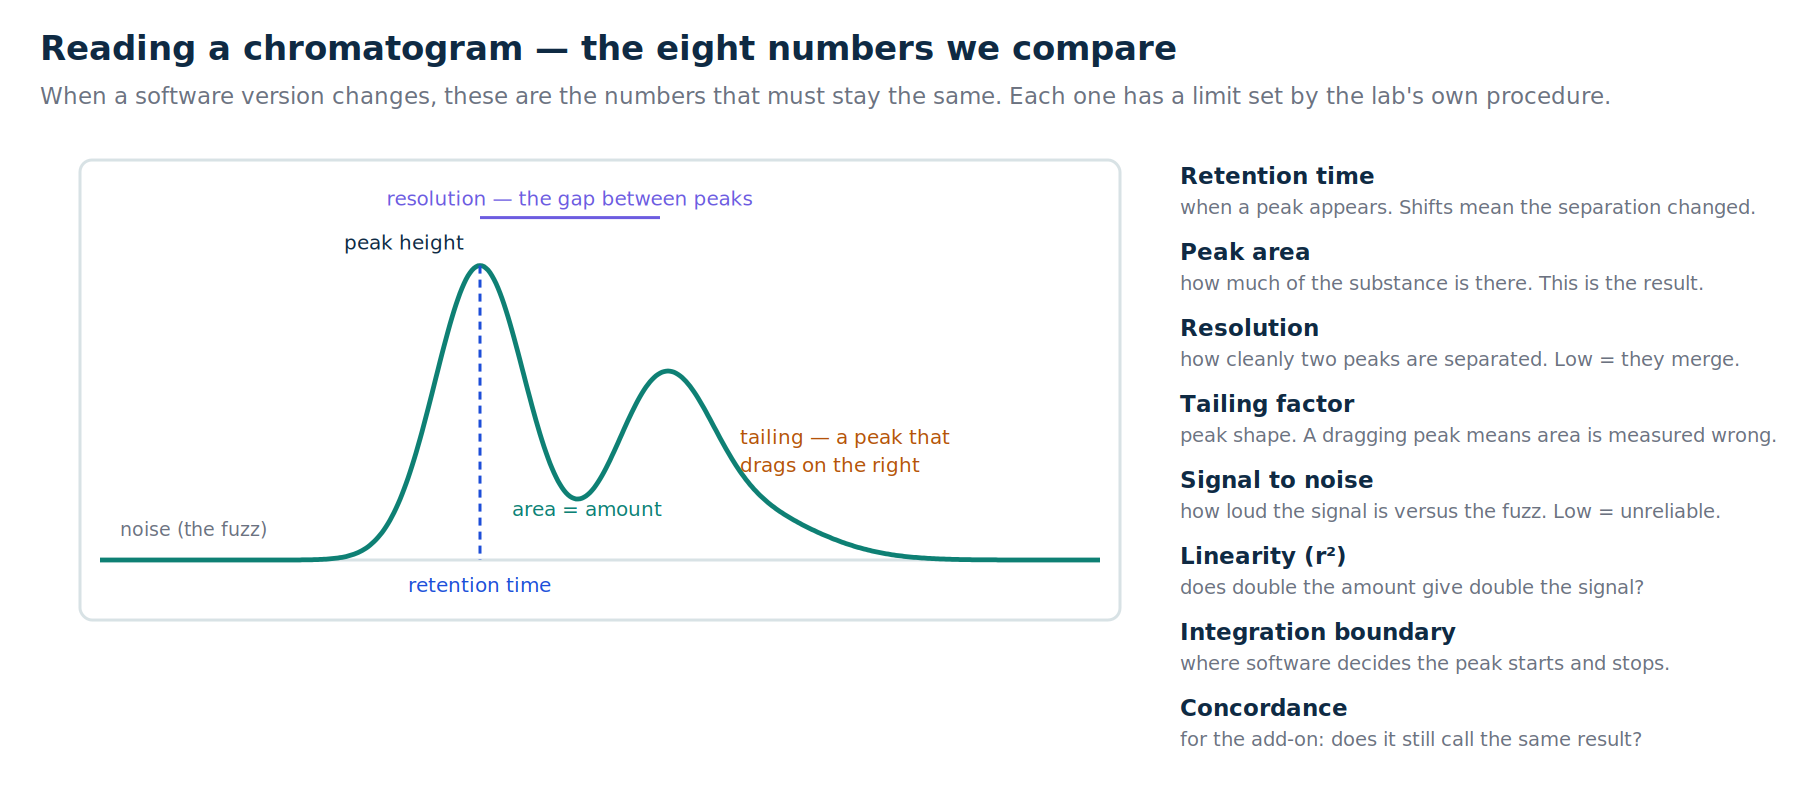 Reading a chromatogram — the eight numbers we compare
When a software version changes, these are the numbers that must stay the same. Each one has a limit set by the lab's own procedure.
resolution — the gap between peaks
peak height
tailing — a peak that
drags on the right
area = amount
noise (the fuzz)
retention time
Retention time
when a peak appears. Shifts mean the separation changed.
Peak area
how much of the substance is there. This is the result.
Resolution
how cleanly two peaks are separated. Low = they merge.
Tailing factor
peak shape. A dragging peak means area is measured wrong.
Signal to noise
how loud the signal is versus the fuzz. Low = unreliable.
Linearity (r²)
does double the amount give double the signal?
Integration boundary
where software decides the peak starts and stops.
Concordance
for the add-on: does it still call the same result?